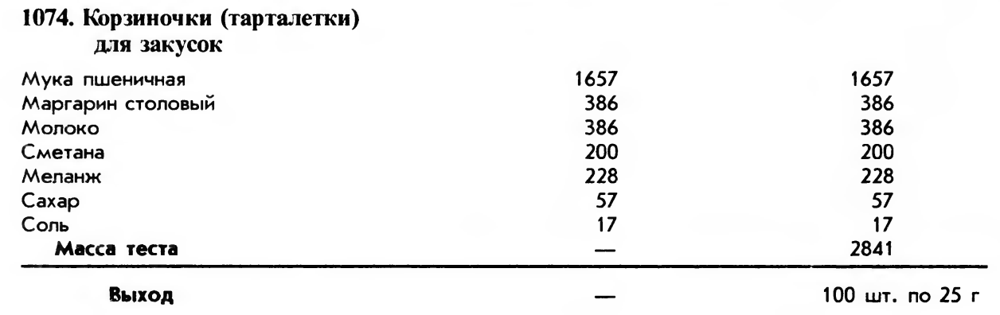 1074. Корзиночки (тарталетки)
для закусок
Мука пшеничная 1657 1657
Маргарин столовый 386 386
Молоко 386 386
Сметана 200 200
Меланж 228 228
Сахар 57 57
Соль 17 17
Масса теста — 2841
Выход — 100 шт. по 25 г